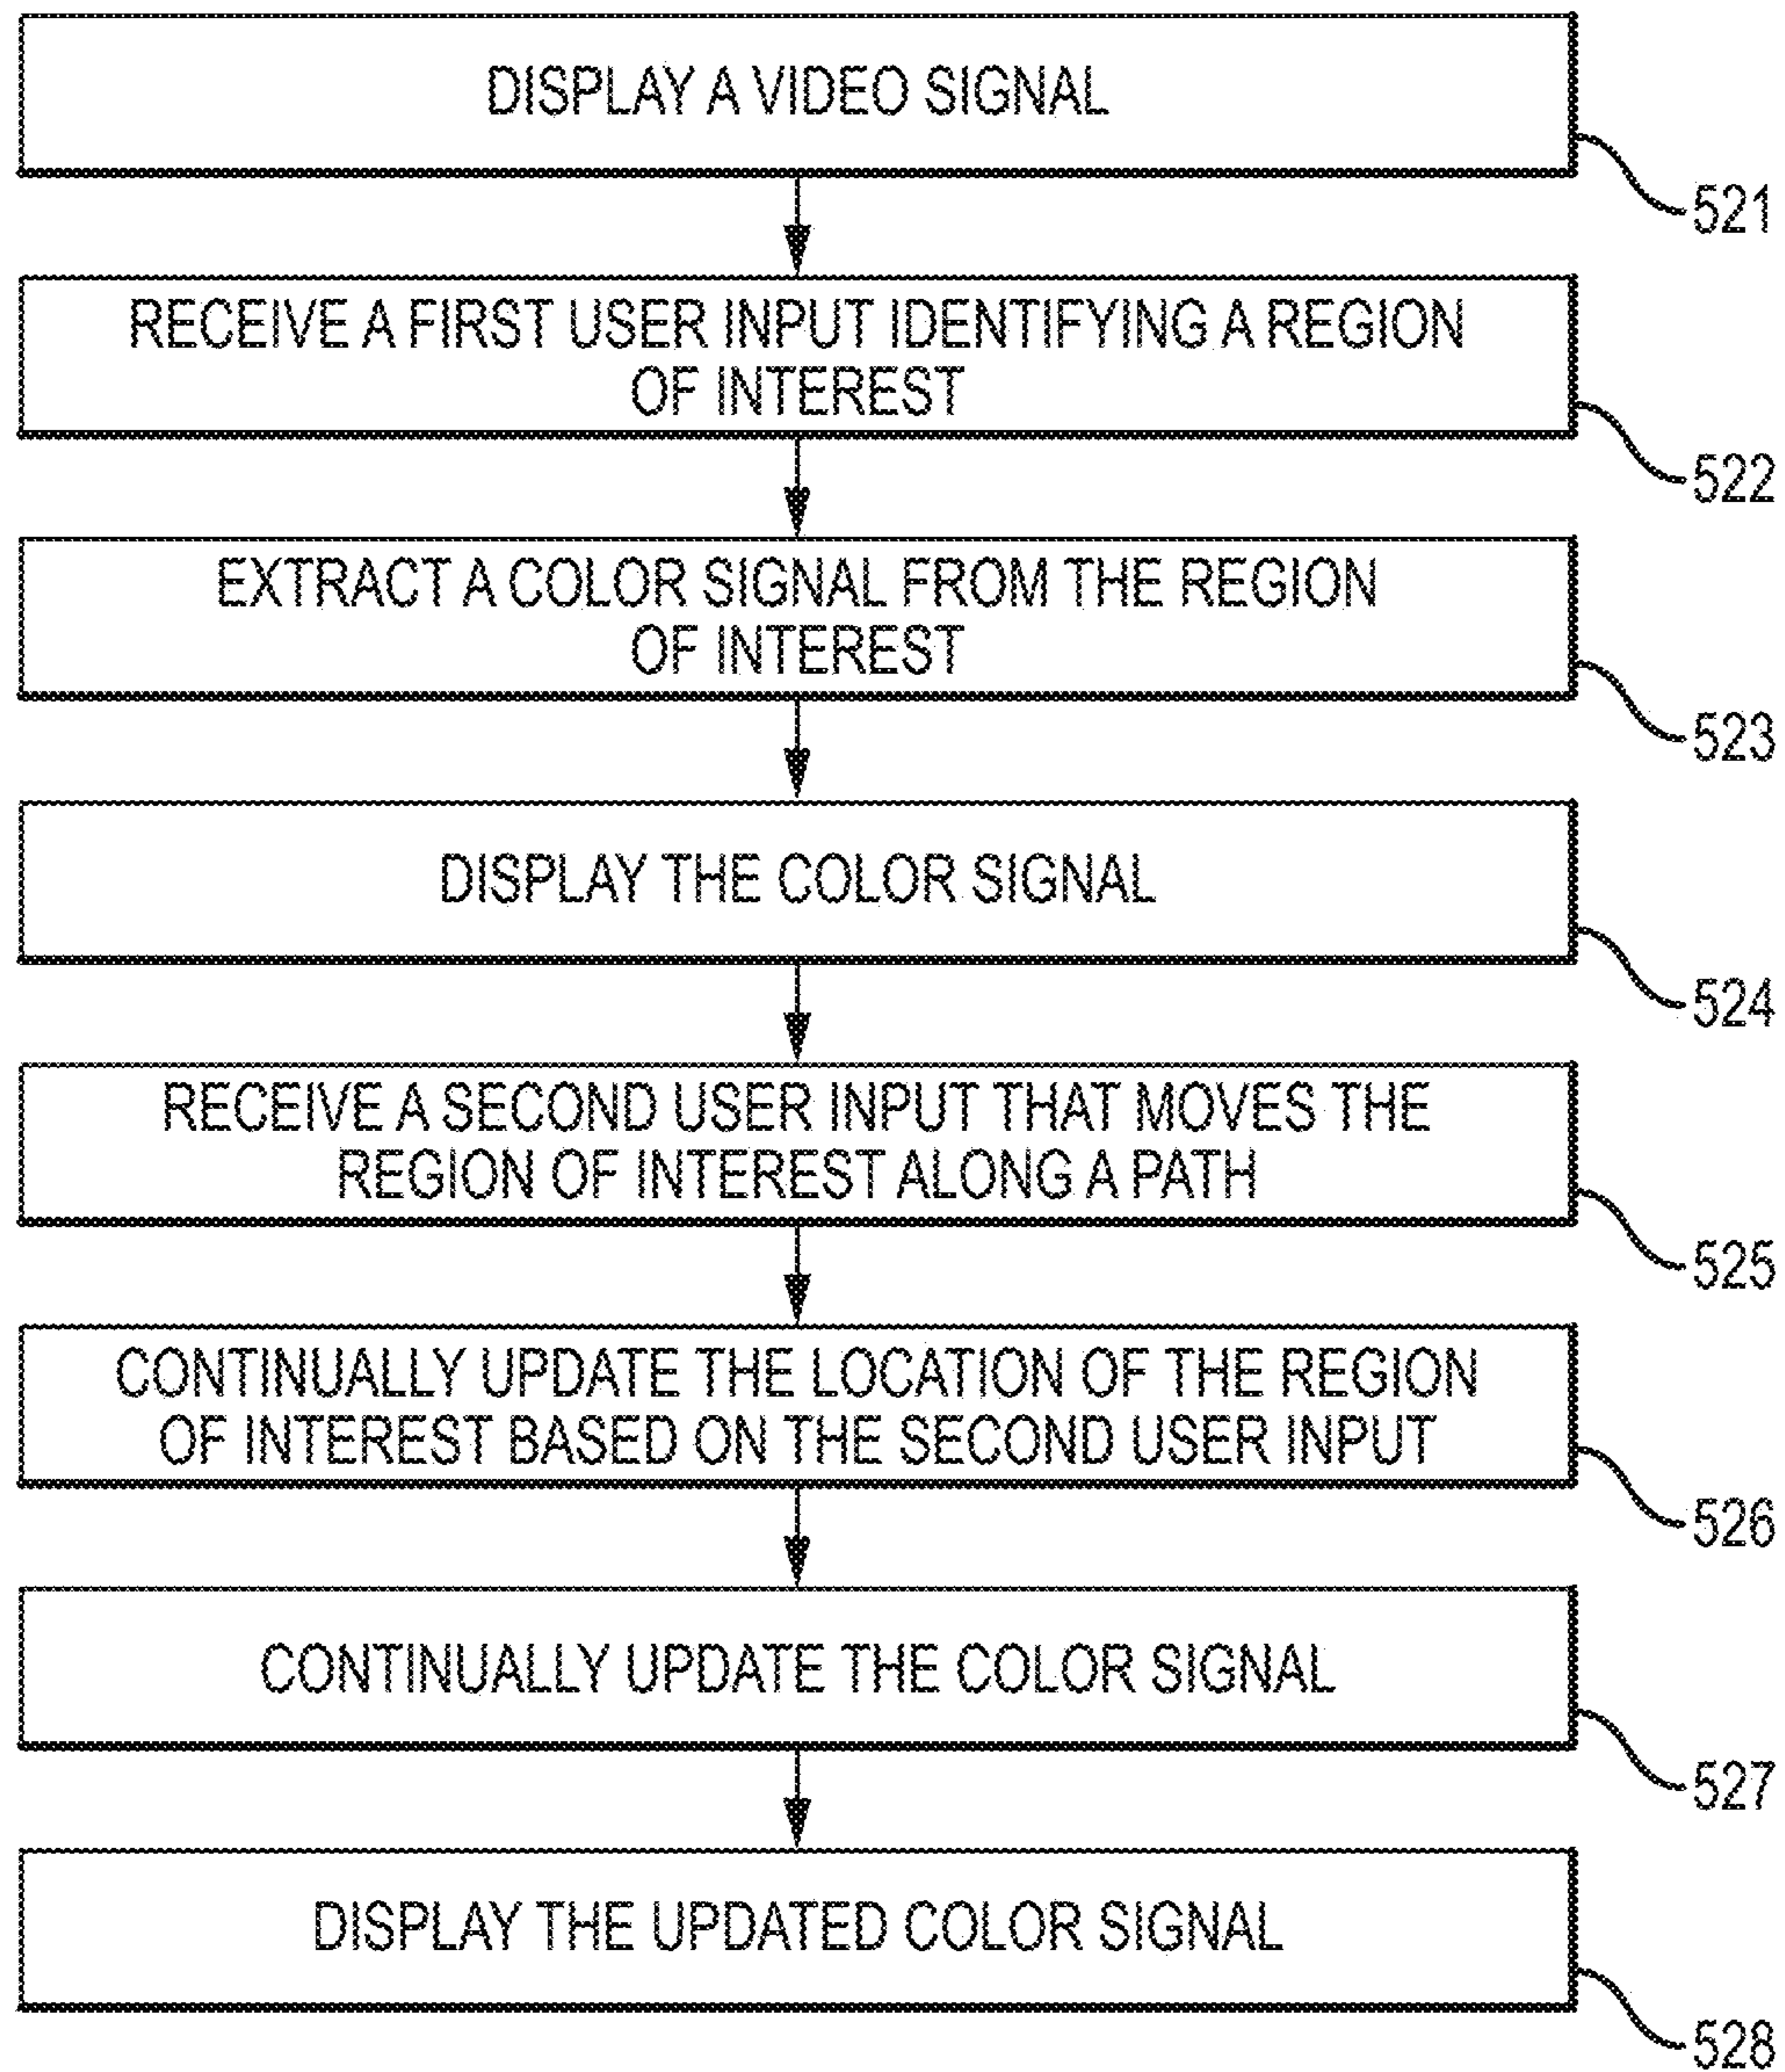 DISPLAY A VIDEO SIGNAL
521
RECEIVE A FIRST USER INPUT IDENTIFYING A REGION
OF INTEREST
522
EXTRACT A COLOR SIGNAL FROM THE REGION
OF INTEREST
523
DISPLAY THE COLOR SIGNAL
524
RECEIVE A SECOND USER INPUT THAT MOVES THE
REGION OF INTEREST ALONG A PATH
525
CONTINUALLY UPDATE THE LOCATION OF THE REGION
OF INTEREST BASED ON THE SECOND USER INPUT
526
CONTINUALLY UPDATE THE COLOR SIGNAL
527
DISPLAY THE UPDATED COLOR SIGNAL
528